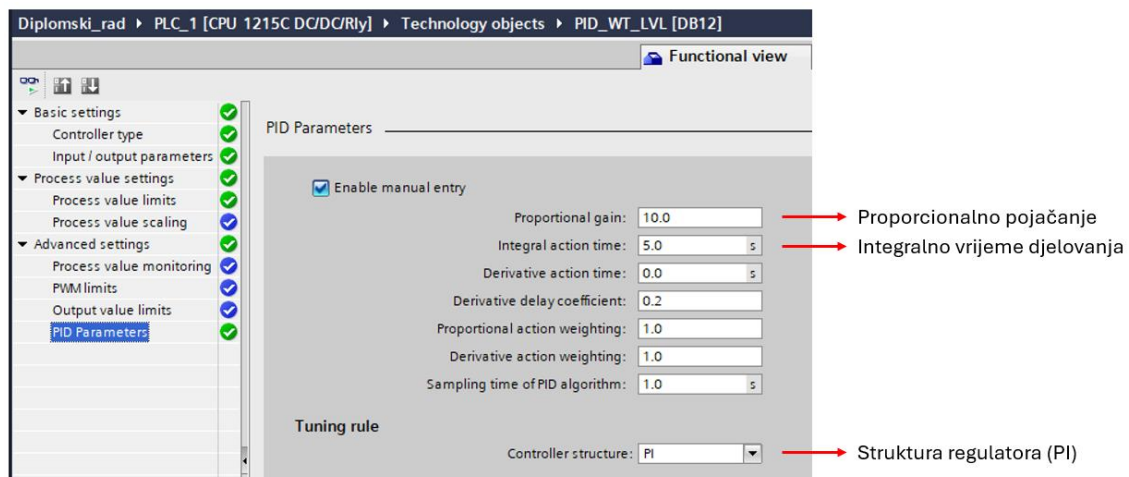 Diplomski_rad ▸ PLC_1 [CPU 1215C DC/DC/Rly] ▸ Technology objects ▸ PID_WT_LVL [DB12]
Functional view
Basic settings
Controller type
Input / output parameters
Process value settings
Process value limits
Process value scaling
Advanced settings
Process value monitoring
PWM limits
Output value limits
PID Parameters
PID Parameters
Enable manual entry
Proportional gain: 10.0 Proporcionalno pojačanje
Integral action time: 5.0 s Integralno vrijeme djelovanja
Derivative action time: 0.0 s
Derivative delay coefficient: 0.2
Proportional action weighting: 1.0
Derivative action weighting: 1.0
Sampling time of PID algorithm: 1.0 s
Tuning rule
Controller structure: PI Struktura regulatora (PI)